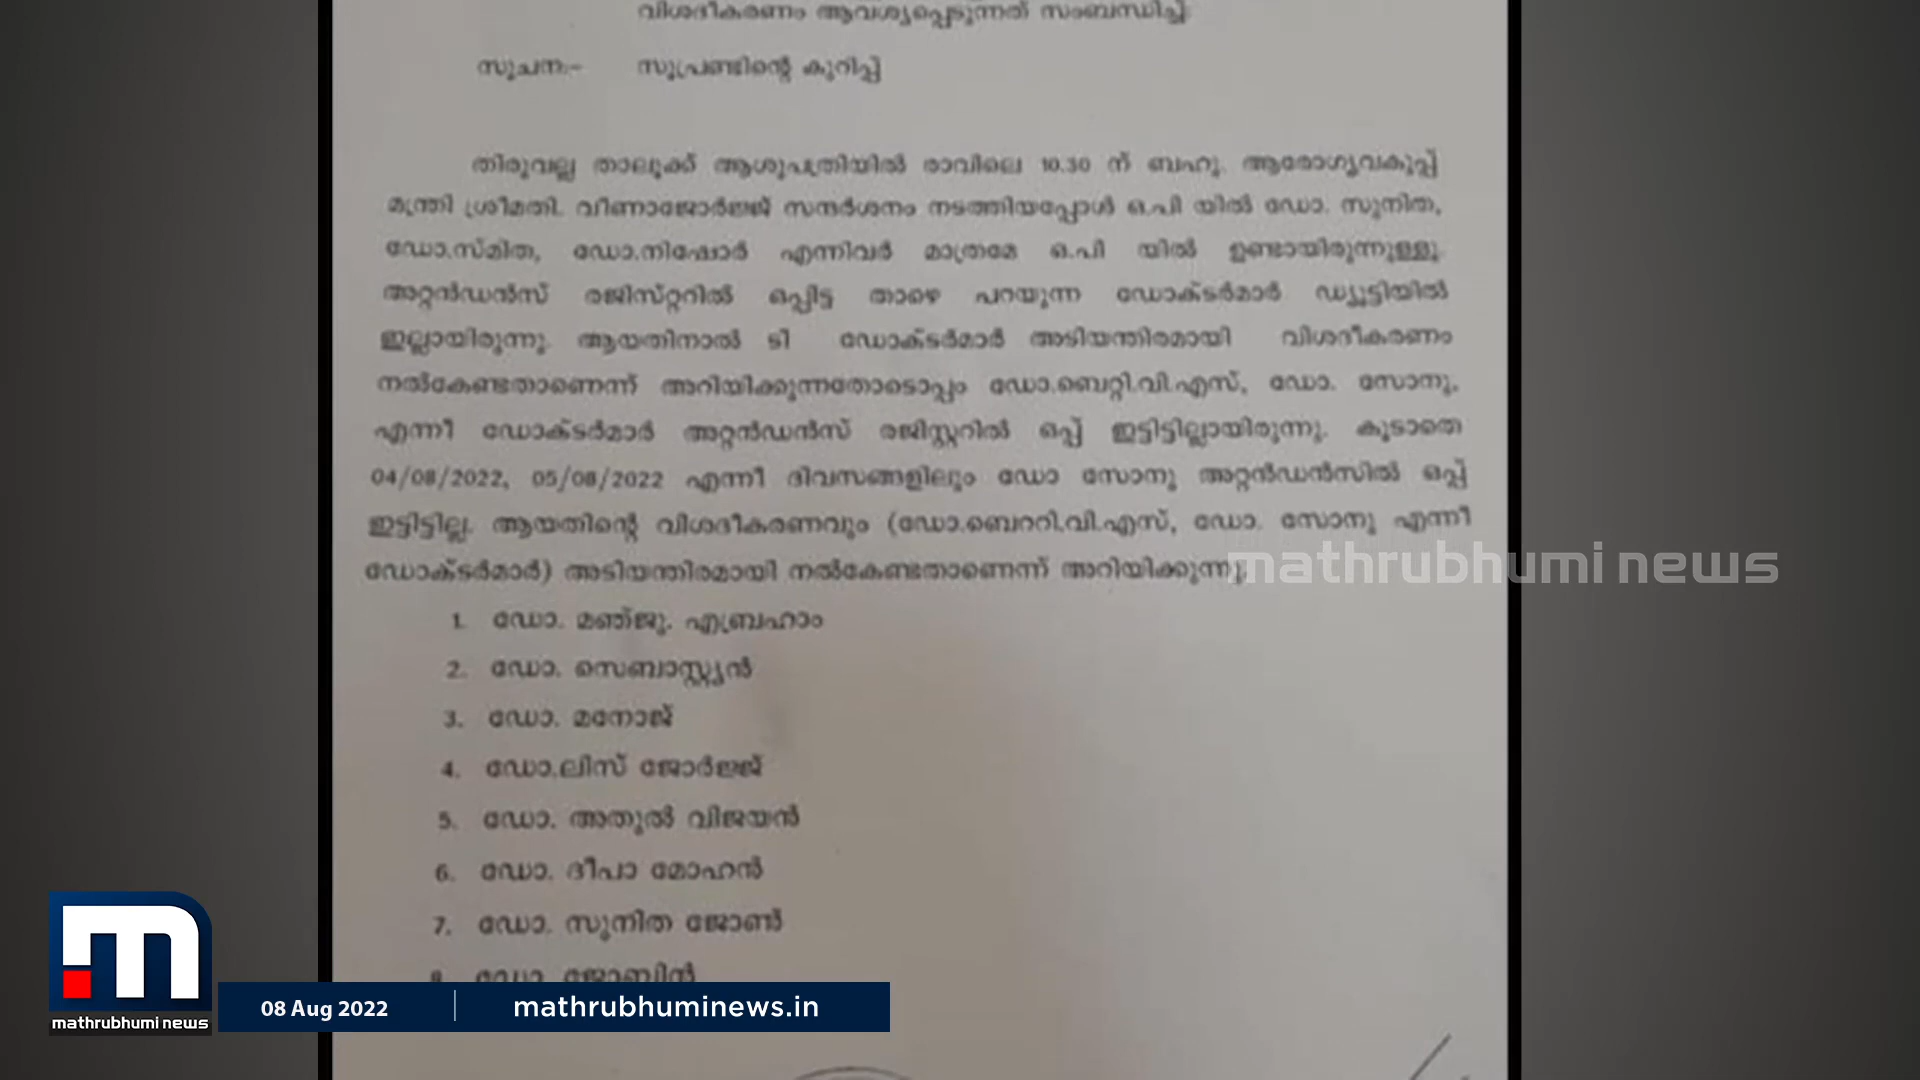 വിശദീകരണം ആവശ്യപ്പെടുന്നത് സംബന്ധിച്ച്
സൂചന:- സൂപ്രണ്ടിന്റെ കുറിപ്പ്
തിരുവല്ല താലൂക്ക് ആശുപത്രിയിൽ രാവിലെ 10.30 ന് ബഹു. ആരോഗ്യവകുപ്പ്
മന്ത്രി ശ്രീമതി. വീണാജോർജ്ജ് സന്ദർശനം നടത്തിയപ്പോൾ ഒ.പി യിൽ ഡോ. സുനിത,
ഡോ.സ്മിത, ഡോ.നിഷോർ എന്നിവർ മാത്രമേ ഒ.പി യിൽ ഉണ്ടായിരുന്നുള്ളൂ.
അറ്റൻഡൻസ് രജിസ്റ്ററിൽ ഒപ്പിട്ട താഴെ പറയുന്ന ഡോക്ടർമാർ ഡ്യൂട്ടിയിൽ
ഇല്ലായിരുന്നു. ആയതിനാൽ ടി ഡോക്ടർമാർ അടിയന്തിരമായി വിശദീകരണം
നൽകേണ്ടതാണെന്ന് അറിയിക്കുന്നതോടൊപ്പം ഡോ.ബെറ്റി.വി.എസ്, ഡോ. സോനു,
എന്നീ ഡോക്ടർമാർ അറ്റൻഡൻസ് രജിസ്റ്ററിൽ ഒപ്പ് ഇട്ടിട്ടില്ലായിരുന്നു. കൂടാതെ
04/08/2022, 05/08/2022 എന്നീ ദിവസങ്ങളിലും ഡോ സോനു അറ്റൻഡൻസിൽ ഒപ്പ്
ഇട്ടിട്ടില്ല. ആയതിന്റെ വിശദീകരണവും (ഡോ.ബെററി.വി.എസ്, ഡോ. സോനു എന്നീ
ഡോക്ടർമാർ) അടിയന്തിരമായി നൽകേണ്ടതാണെന്ന് അറിയിക്കുന്നു.
mathrubhumi news
1. ഡോ. മഞ്ജു. എബ്രഹാം
2. ഡോ. സെബാസ്റ്റ്യൻ
3. ഡോ. മനോജ്
4. ഡോ.ലിസ് ജോർജ്ജ്
5. ഡോ. അതുൽ വിജയൻ
6. ഡോ. ദീപാ മോഹൻ
7. ഡോ. സുനിത ജോൺ
8. ഡോ. ജോബിൻ
08 Aug 2022 mathrubhuminews.in
mathrubhumi news